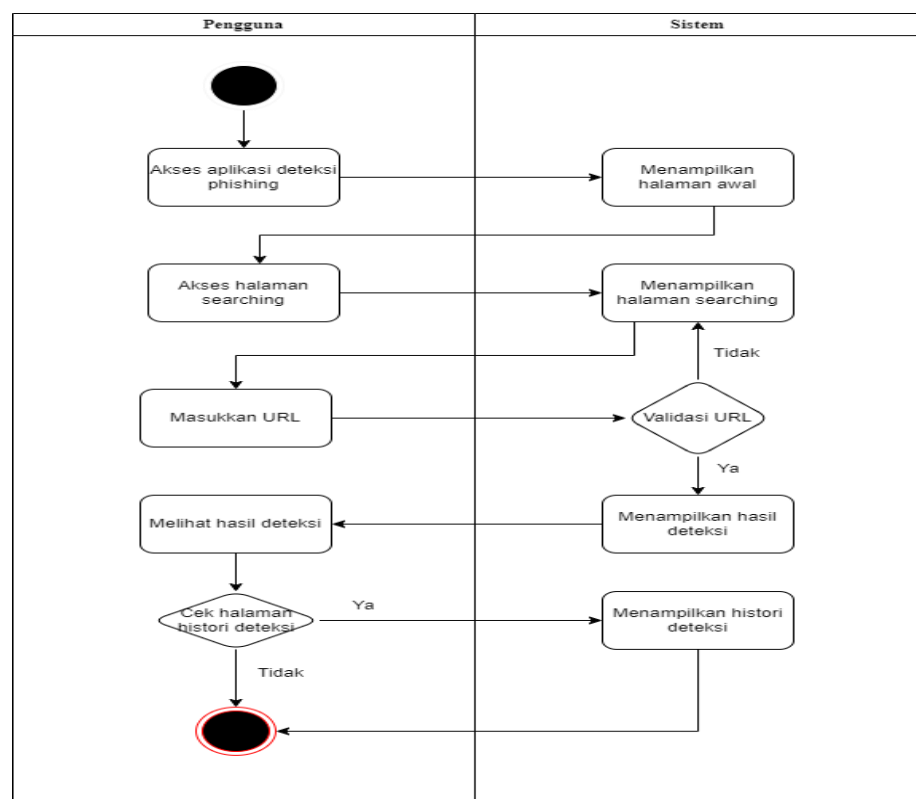 Pengguna
Sistem
Akses aplikasi deteksi
phishing
Menampilkan
halaman awal
Akses halaman
searching
Menampilkan
halaman searching
Tidak
Masukkan URL
Validasi URL
Ya
Melihat hasil deteksi
Menampilkan hasil
deteksi
Cek halaman
histori deteksi
Ya
Menampilkan histori
deteksi
Tidak